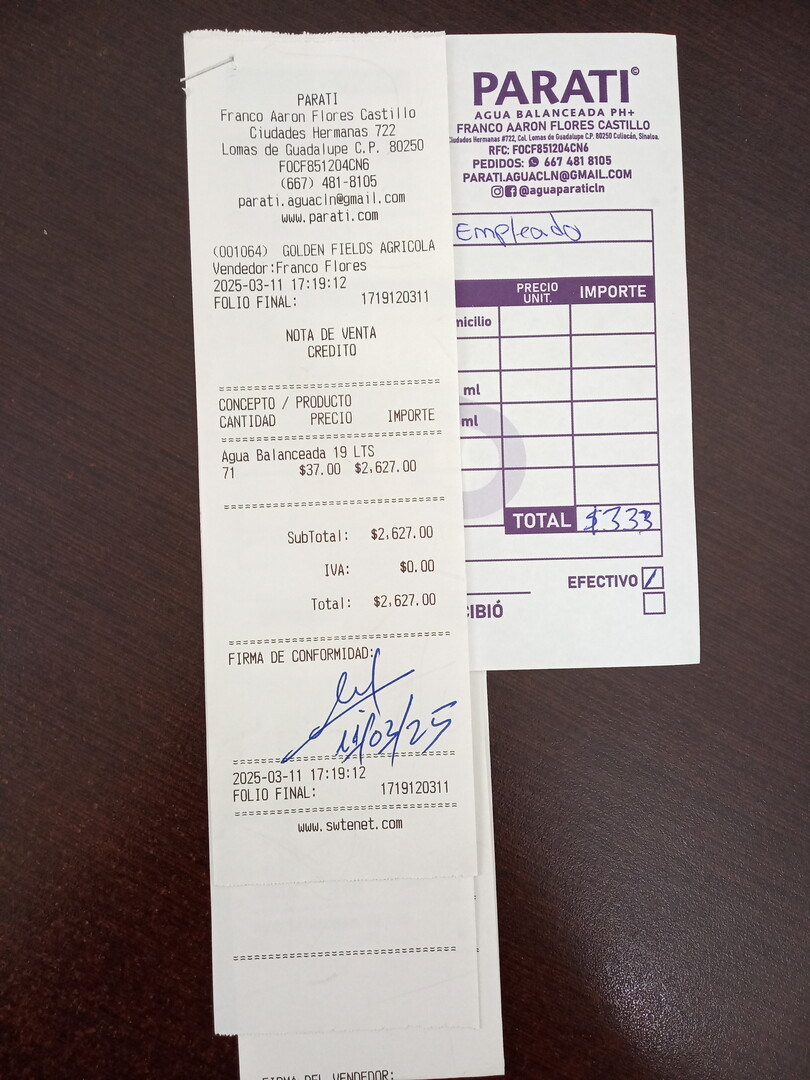 PARATI
Franco Aaron Flores Castillo
Ciudades Hermanas 722
Lomas de Guadalupe C.P. 80250
FOCF851204CN6
(667) 481-8105
parati.aguacln@gmail.com
www.parati.com
(001064) GOLDEN FIELDS AGRICOLA
Vendedor:Franco Flores
2025-03-11 17:19:12
FOLIO FINAL: 1719120311
NOTA DE VENTA
CREDITO
CONCEPTO / PRODUCTO
CANTIDAD PRECIO IMPORTE
Agua Balanceada 19 LTS
71 $37.00 $2,627.00
SubTotal: $2,627.00
IVA: $0.00
Total: $2,627.00
FIRMA DE CONFORMIDAD:
11/03/25
2025-03-11 17:19:12
FOLIO FINAL: 1719120311
www.swtenet.com
FIRMA DEL VENDEDOR:
PARATI©
AGUA BALANCEADA PH+
FRANCO AARON FLORES CASTILLO
Ciudades Hermanas #722, Col. Lomas de Guadalupe C.P. 80250 Culiacán, Sinaloa.
RFC: FOCF851204CN6
PEDIDOS: 667 481 8105
PARATI.AGUACLN@GMAIL.COM
@aguaparaticln
Empleado
PRECIO UNIT. IMPORTE
micilio
ml
ml
TOTAL $333
EFECTIVO
CIBIÓ